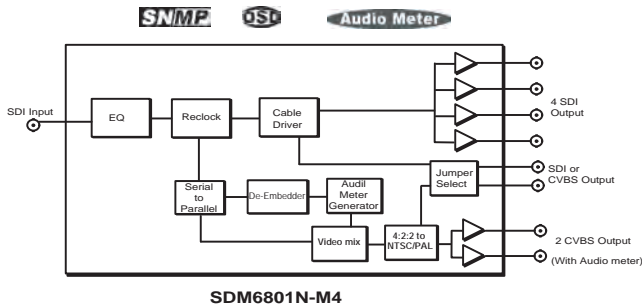 SNMP OSD Audio Meter
SDI Input
EQ
Reclock
Cable
Driver
4 SDI
Output
Serial
to
Parallel
De-Embedder
Audil
Meter
Generator
Jumper
Select
SDI or
CVBS Output
Video mix
4:2:2 to
NTSC/PAL
2 CVBS Output
(With Audio meter)
SDM6801N-M4